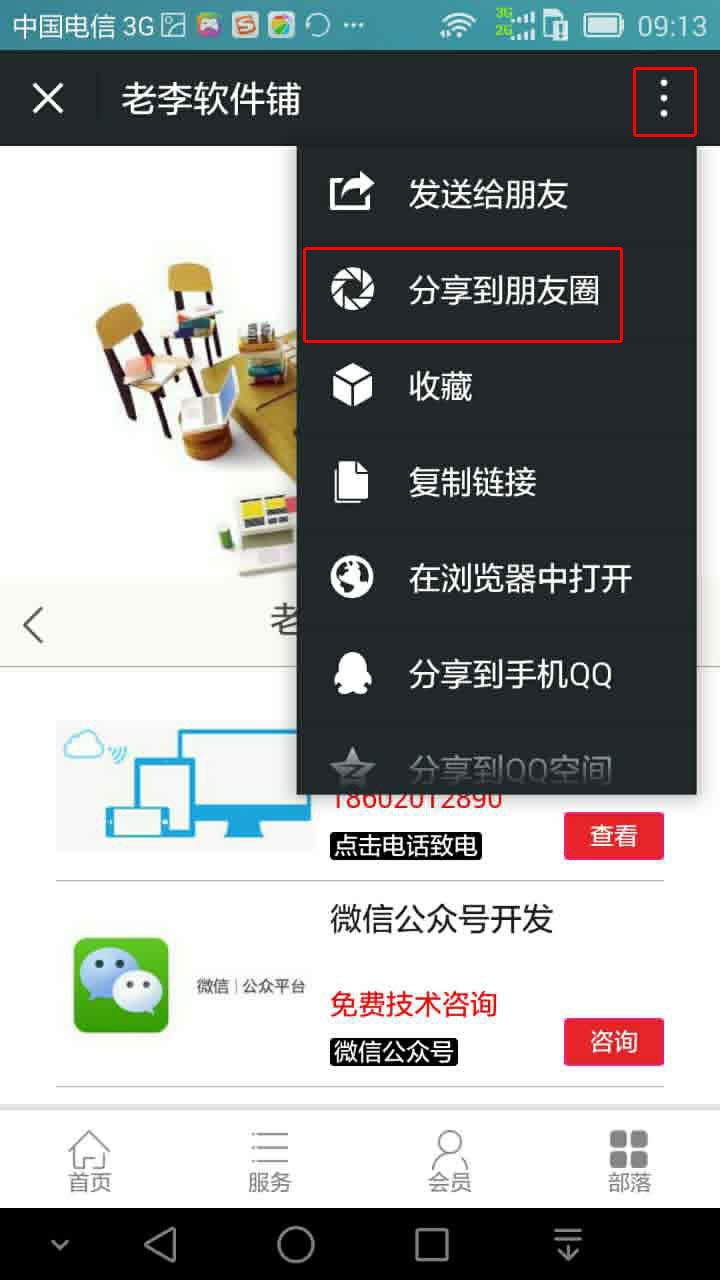 中国电信 3G
3G
2G
09:13
老李软件铺
发送给朋友
分享到朋友圈
收藏
复制链接
在浏览器中打开
分享到手机QQ
分享到QQ空间
老
18602012890
点击电话致电
查看
微信公众号开发
微信|公众平台
免费技术咨询
微信公众号
咨询
首页
服务
会员
部落